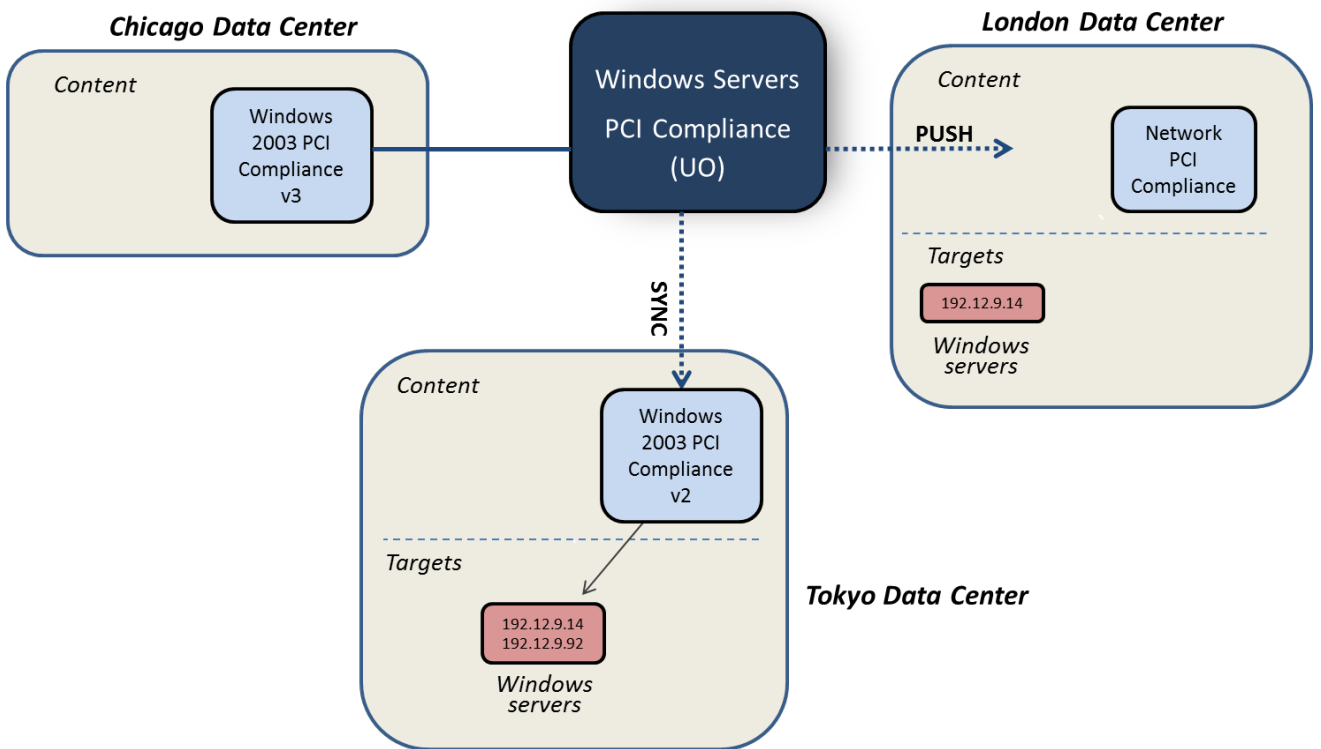 Chicago Data Center
Content
Windows
2003 PCI
Compliance
v3
Windows Servers
PCI Compliance
(UO)
PUSH
SYNC
London Data Center
Content
Network
PCI
Compliance
Targets
192.12.9.14
Windows
servers
Content
Windows
2003 PCI
Compliance
v2
Targets
192.12.9.14
192.12.9.92
Windows
servers
Tokyo Data Center